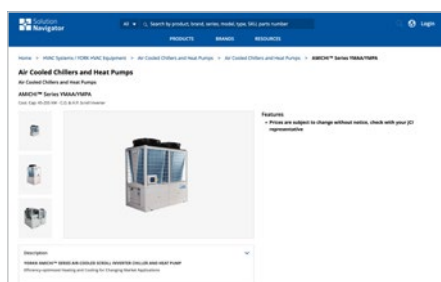 Solution
Navigator
All
Search by product, brand, series, model, type, SKU, parts number
Login
PRODUCTS BRANDS RESOURCES
Home > HVAC Systems / YORK HVAC Equipment > Air Cooled Chillers and Heat Pumps > Air Cooled Chillers and Heat Pumps > AMICHI™ Series YMAA/YMPA
Air Cooled Chillers and Heat Pumps
Air Cooled Chillers and Heat Pumps
AMICHI™ Series YMAA/YMPA
Features
• Prices are subject to change without notice, check with your JCI
representative
Description
YORK® AMICHI™ SERIES AIR-COOLED SCROLL INVERTER CHILLER AND HEAT PUMP
Efficiency-optimized Heating and Cooling for Emerging Market Applications